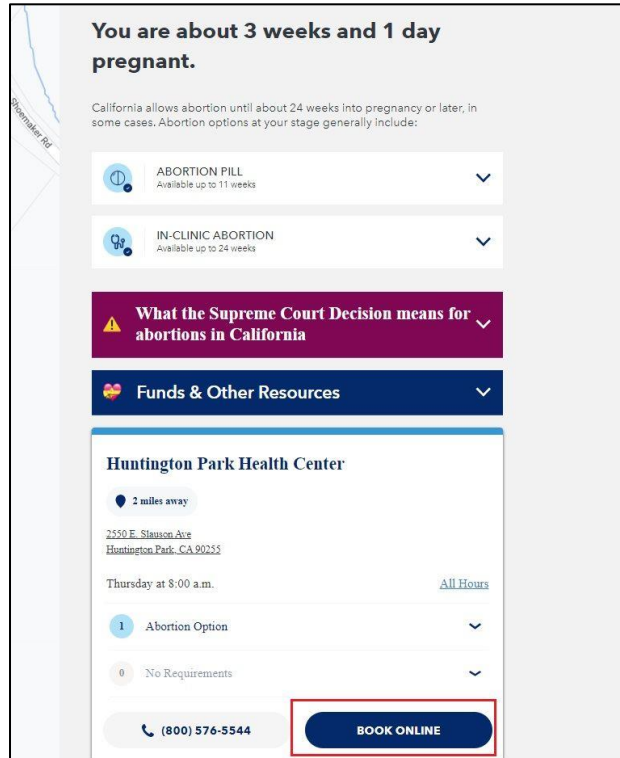 You are about 3 weeks and 1 day
pregnant.
Shoemaker Rd
California allows abortion until about 24 weeks into pregnancy or later, in
some cases. Abortion options at your stage generally include:
ABORTION PILL
Available up to 11 weeks
IN-CLINIC ABORTION
Available up to 24 weeks
What the Supreme Court Decision means for
abortions in California
Funds & Other Resources
Huntington Park Health Center
2 miles away
2550 E. Slauson Ave
Huntington Park, CA 90255
Thursday at 8:00 a.m.
All Hours
1 Abortion Option
0 No Requirements
(800) 576-5544
BOOK ONLINE